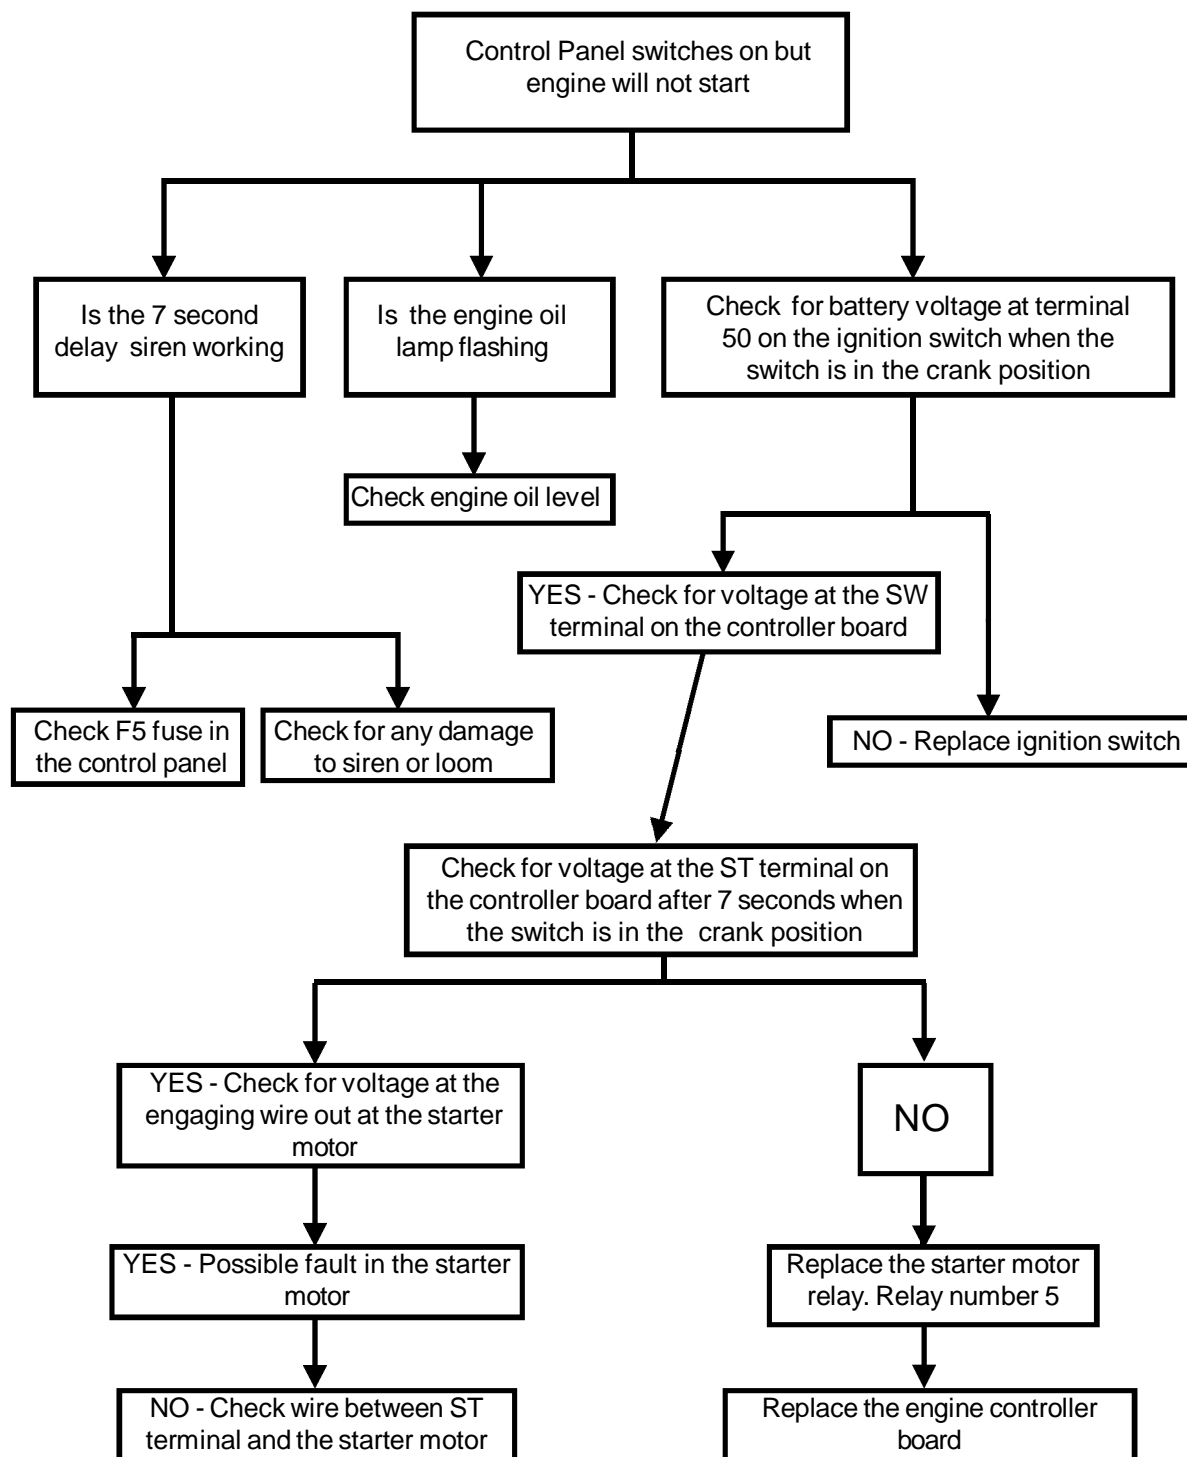 Control Panel switches on but
engine will not start
Is the 7 second
delay siren working
Is the engine oil
lamp flashing
Check for battery voltage at terminal
50 on the ignition switch when the
switch is in the crank position
Check engine oil level
YES - Check for voltage at the SW
terminal on the controller board
Check F5 fuse in
the control panel
Check for any damage
to siren or loom
NO - Replace ignition switch
Check for voltage at the ST terminal on
the controller board after 7 seconds when
the switch is in the crank position
YES - Check for voltage at the
engaging wire out at the starter
motor
NO
YES - Possible fault in the starter
motor
Replace the starter motor
relay. Relay number 5
NO - Check wire between ST
terminal and the starter motor
Replace the engine controller
board